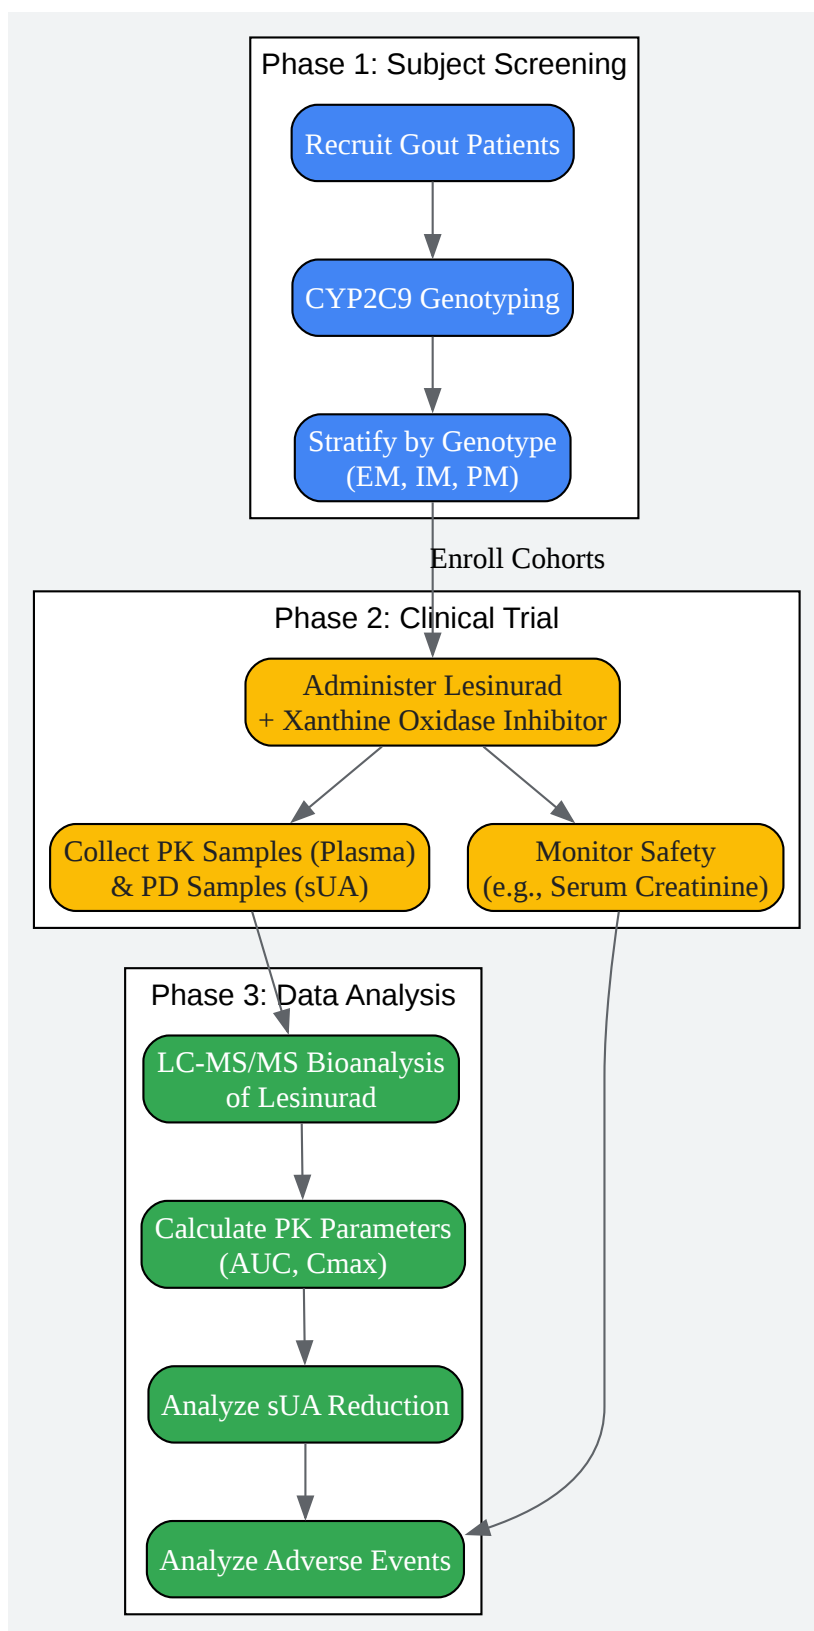 Phase 1: Subject Screening
Recruit Gout Patients
CYP2C9 Genotyping
Stratify by Genotype
(EM, IM, PM)
Enroll Cohorts
Phase 2: Clinical Trial
Administer Lesinurad
+ Xanthine Oxidase Inhibitor
Collect PK Samples (Plasma)
& PD Samples (sUA)
Monitor Safety
(e.g., Serum Creatinine)
Phase 3: Data Analysis
LC-MS/MS Bioanalysis
of Lesinurad
Calculate PK Parameters
(AUC, Cmax)
Analyze sUA Reduction
Analyze Adverse Events